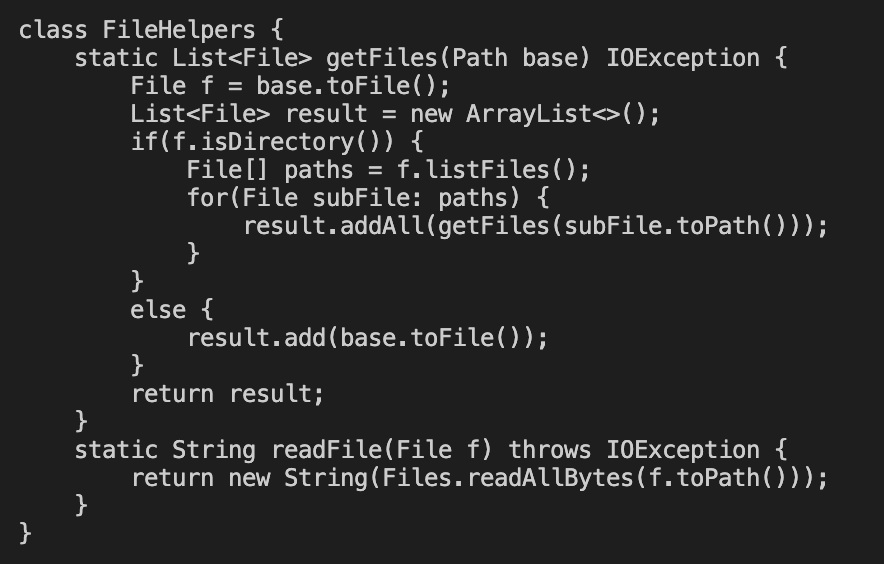 class FileHelpers {
    static List<File> getFiles(Path base) IOException {
        File f = base.toFile();
        List<File> result = new ArrayList<>();
        if(f.isDirectory()) {
            File[] paths = f.listFiles();
            for(File subFile: paths) {
                result.addAll(getFiles(subFile.toPath()));
            }
        }
        else {
            result.add(base.toFile());
        }
        return result;
    }
    static String readFile(File f) throws IOException {
        return new String(Files.readAllBytes(f.toPath()));
    }
}